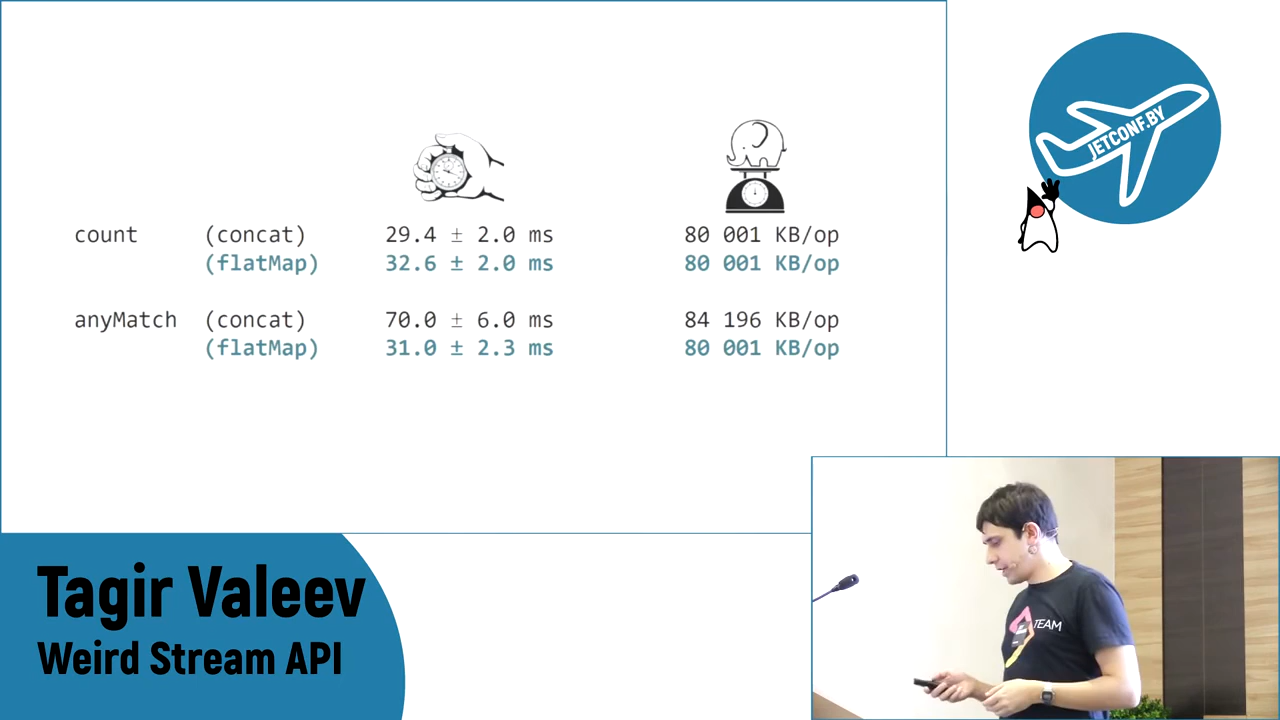 JETCONF.BY
count (concat) 29.4 ± 2.0 ms 80 001 KB/op
(flatMap) 32.6 ± 2.0 ms 80 001 KB/op
anyMatch (concat) 70.0 ± 6.0 ms 84 196 KB/op
(flatMap) 31.0 ± 2.3 ms 80 001 KB/op
TEAM
Tagir Valeev
Weird Stream API